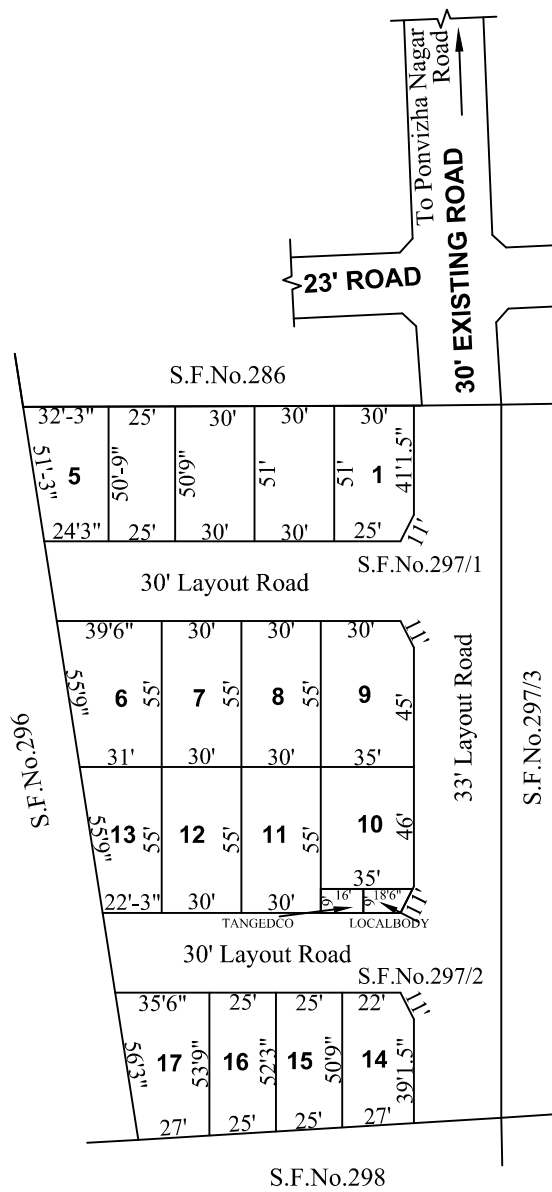 To Ponvizha Nagar
Road
23' ROAD
30' EXISTING ROAD
S.F.No.286
32'-3" 25' 30' 30' 30'
51'-3" 5 50'-9" 50'9" 51' 51' 1 41'1.5"
24'3" 25' 30' 30' 25' 11'
S.F.No.297/1
30' Layout Road
39'6" 30' 30' 30' 11'
55'9" 6 55' 7 55' 8 55' 9 45'
31' 30' 30' 35'
33' Layout Road
S.F.No.297/3
S.F.No.296
55'9" 13 55' 12 55' 11 55' 10 46'
35'
22'-3" 30' 30' 9' 16' 9' 18'6" 11'
TANGEDCO LOCALBODY
30' Layout Road
S.F.No.297/2
35'6" 25' 25' 22' 11'
56'3" 17 53'9" 16 52'3" 15 50'9" 14 39'1.5"
27' 25' 25' 27'
S.F.No.298